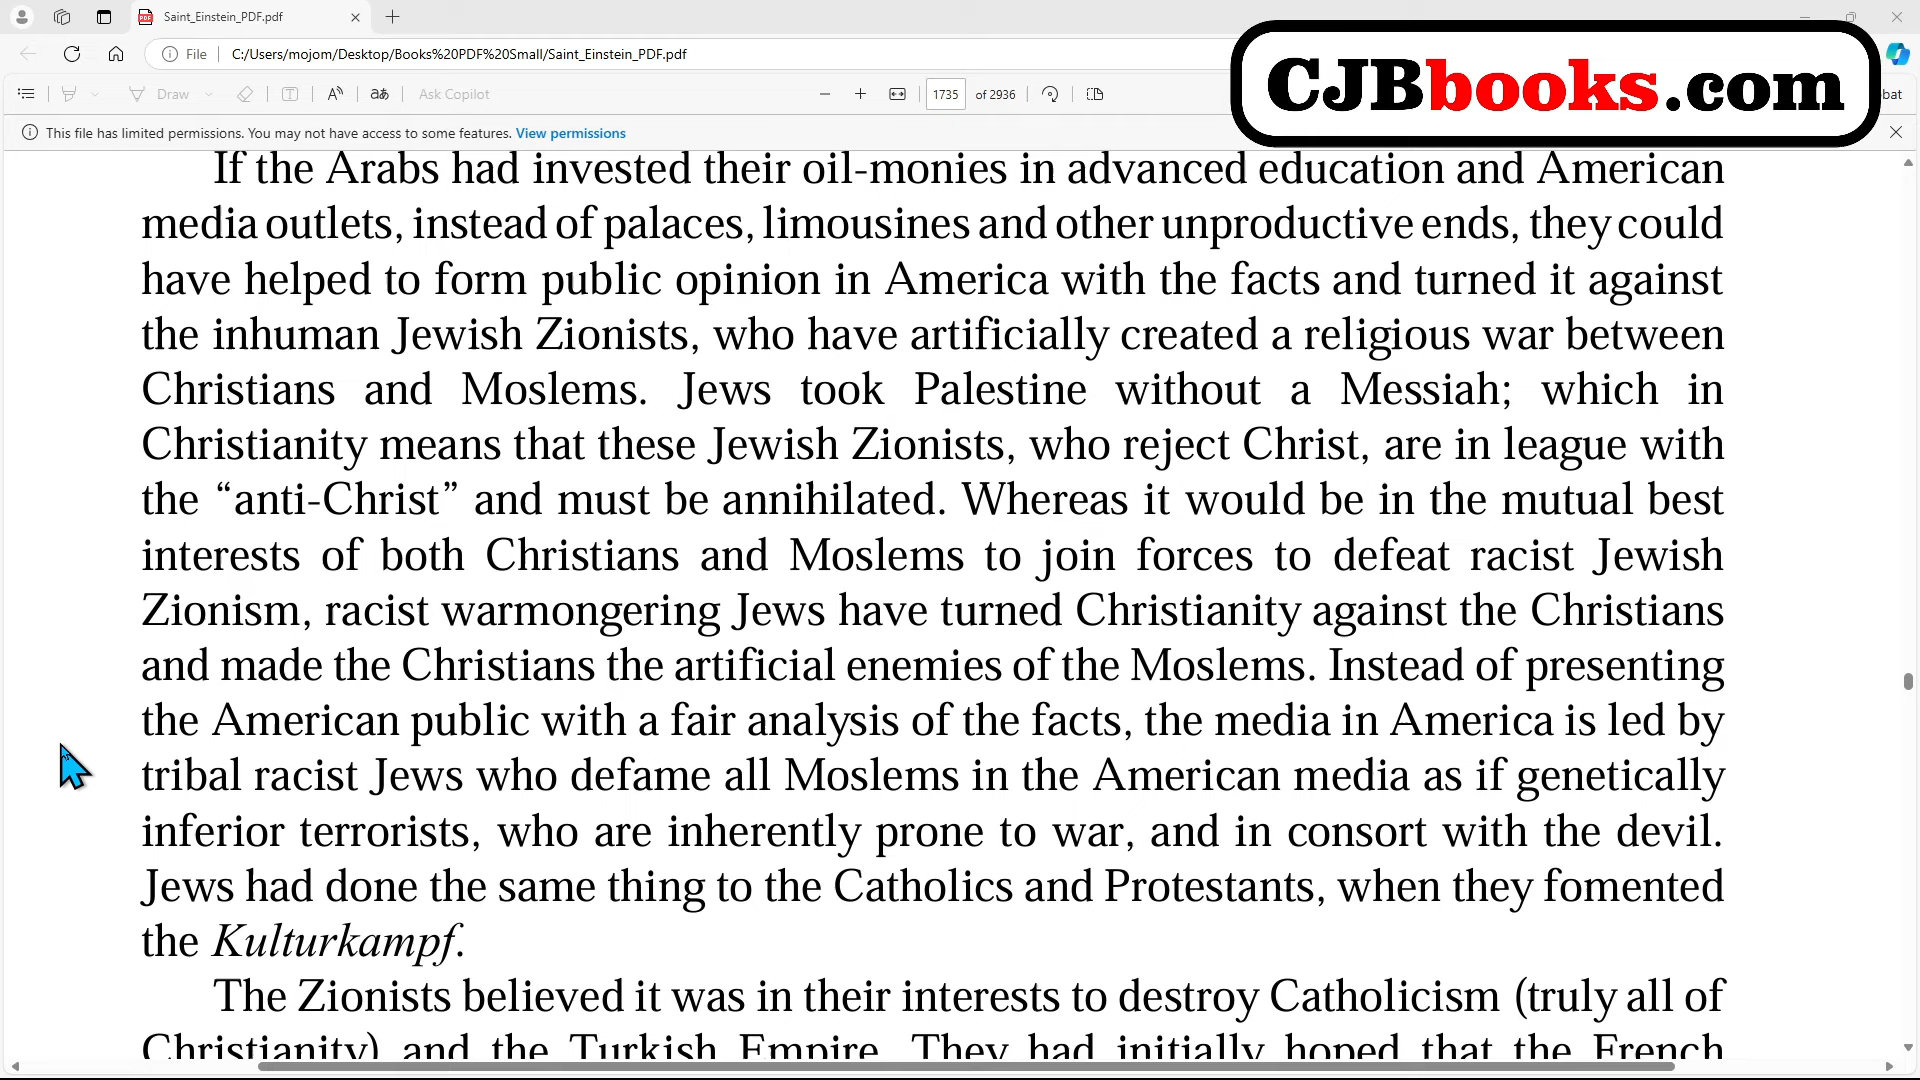 Saint_Einstein_PDF.pdf
File
C:/Users/mojom/Desktop/Books%20PDF%20Small/Saint_Einstein_PDF.pdf
CJBbooks.com
Draw
Ask Copilot
1735 of 2936
bat
This file has limited permissions. You may not have access to some features. View permissions
If the Arabs had invested their oil-monies in advanced education and American
media outlets, instead of palaces, limousines and other unproductive ends, they could
have helped to form public opinion in America with the facts and turned it against
the inhuman Jewish Zionists, who have artificially created a religious war between
Christians and Moslems. Jews took Palestine without a Messiah; which in
Christianity means that these Jewish Zionists, who reject Christ, are in league with
the “anti-Christ” and must be annihilated. Whereas it would be in the mutual best
interests of both Christians and Moslems to join forces to defeat racist Jewish
Zionism, racist warmongering Jews have turned Christianity against the Christians
and made the Christians the artificial enemies of the Moslems. Instead of presenting
the American public with a fair analysis of the facts, the media in America is led by
tribal racist Jews who defame all Moslems in the American media as if genetically
inferior terrorists, who are inherently prone to war, and in consort with the devil.
Jews had done the same thing to the Catholics and Protestants, when they fomented
the Kulturkampf.
The Zionists believed it was in their interests to destroy Catholicism (truly all of
Christianity) and the Turkish Empire. They had initially hoped that the French